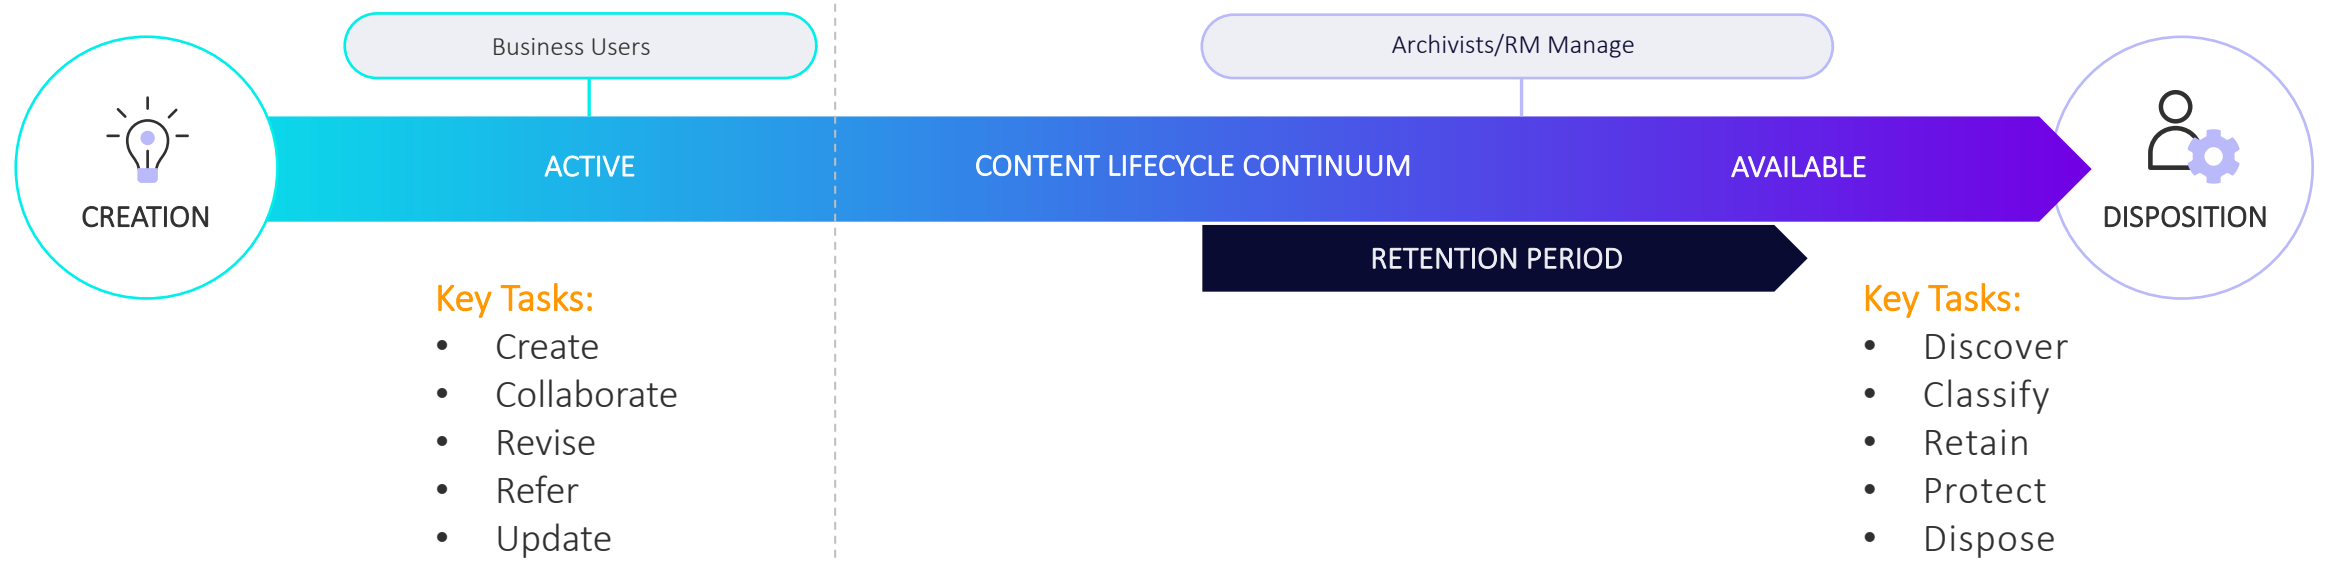 Business Users
Archivists/RM Manage
CREATION
ACTIVE
CONTENT LIFECYCLE CONTINUUM
AVAILABLE
DISPOSITION
RETENTION PERIOD
Key Tasks:
• Create
• Collaborate
• Revise
• Refer
• Update
Key Tasks:
• Discover
• Classify
• Retain
• Protect
• Dispose